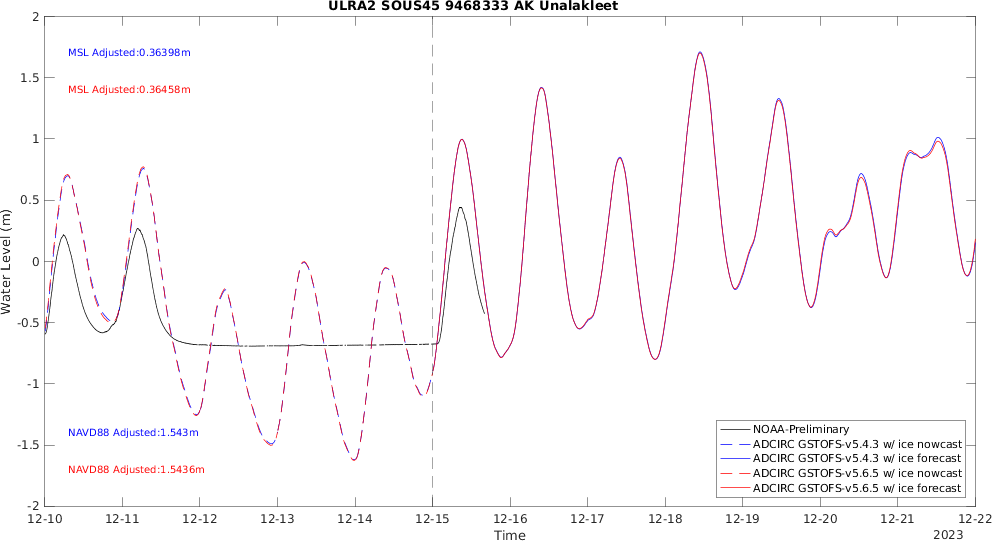 ULRA2 SOUS45 9468333 AK Unalakleet
2
1.5
1
0.5
0
-0.5
-1
-1.5
-2
Water Level (m)
MSL Adjusted:0.36398m
MSL Adjusted:0.36458m
NAVD88 Adjusted:1.543m
NAVD88 Adjusted:1.5436m
NOAA-Preliminary
ADCIRC GSTOFS-v5.4.3 w/ ice nowcast
ADCIRC GSTOFS-v5.4.3 w/ ice forecast
ADCIRC GSTOFS-v5.6.5 w/ ice nowcast
ADCIRC GSTOFS-v5.6.5 w/ ice forecast
12-10 12-11 12-12 12-13 12-14 12-15 12-16 12-17 12-18 12-19 12-20 12-21 12-22
Time
2023